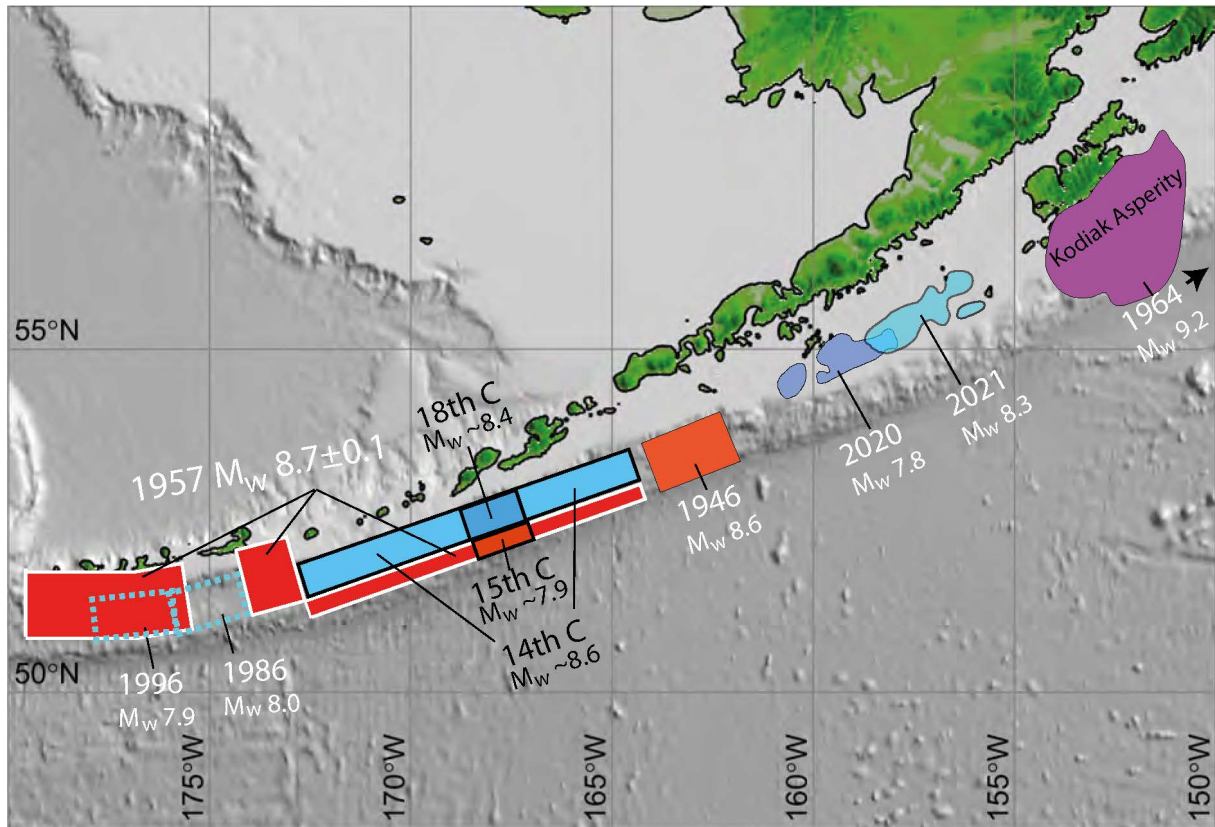 55°N
50°N
175°W
170°W
165°W
160°W
155°W
150°W
1957 Mw 8.7±0.1
18th C
Mw ~8.4
15th C
Mw ~7.9
14th C
Mw ~8.6
1996
Mw 7.9
1986
Mw 8.0
1946
Mw 8.6
2020
Mw 7.8
2021
Mw 8.3
Kodiak Asperity
1964
Mw 9.2